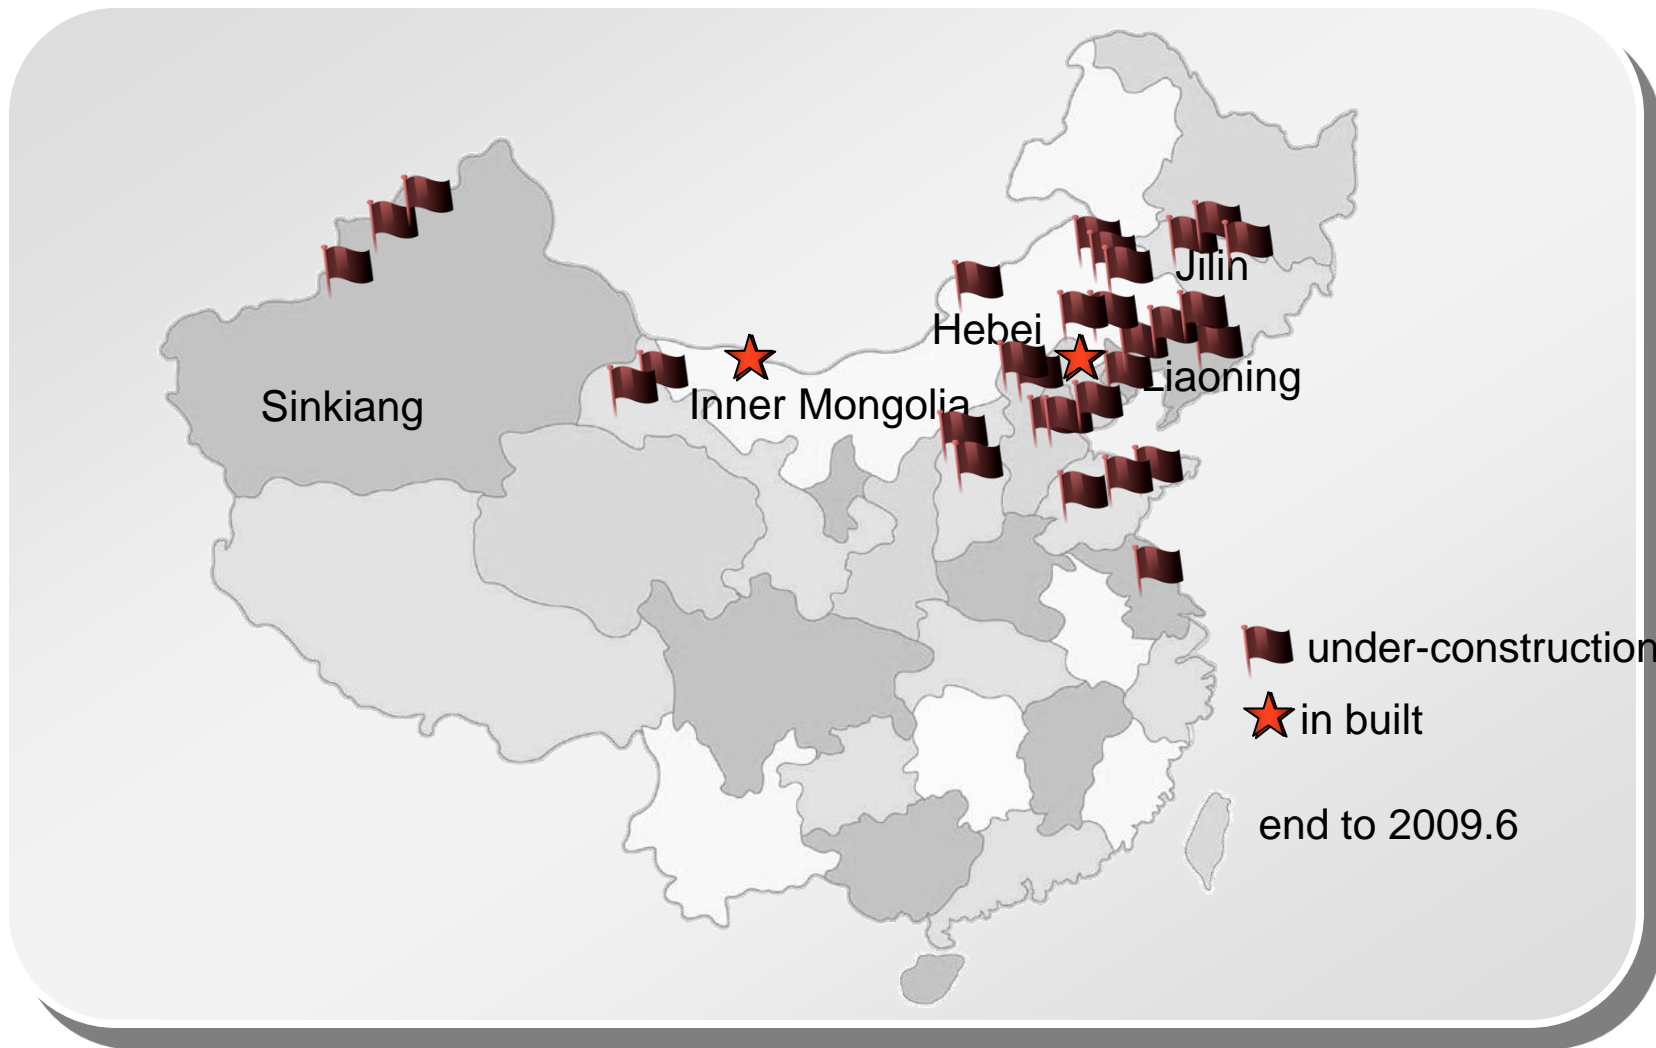 Jilin
Hebei
Liaoning
Sinkiang
Inner Mongolia
under-construction
in built
end to 2009.6